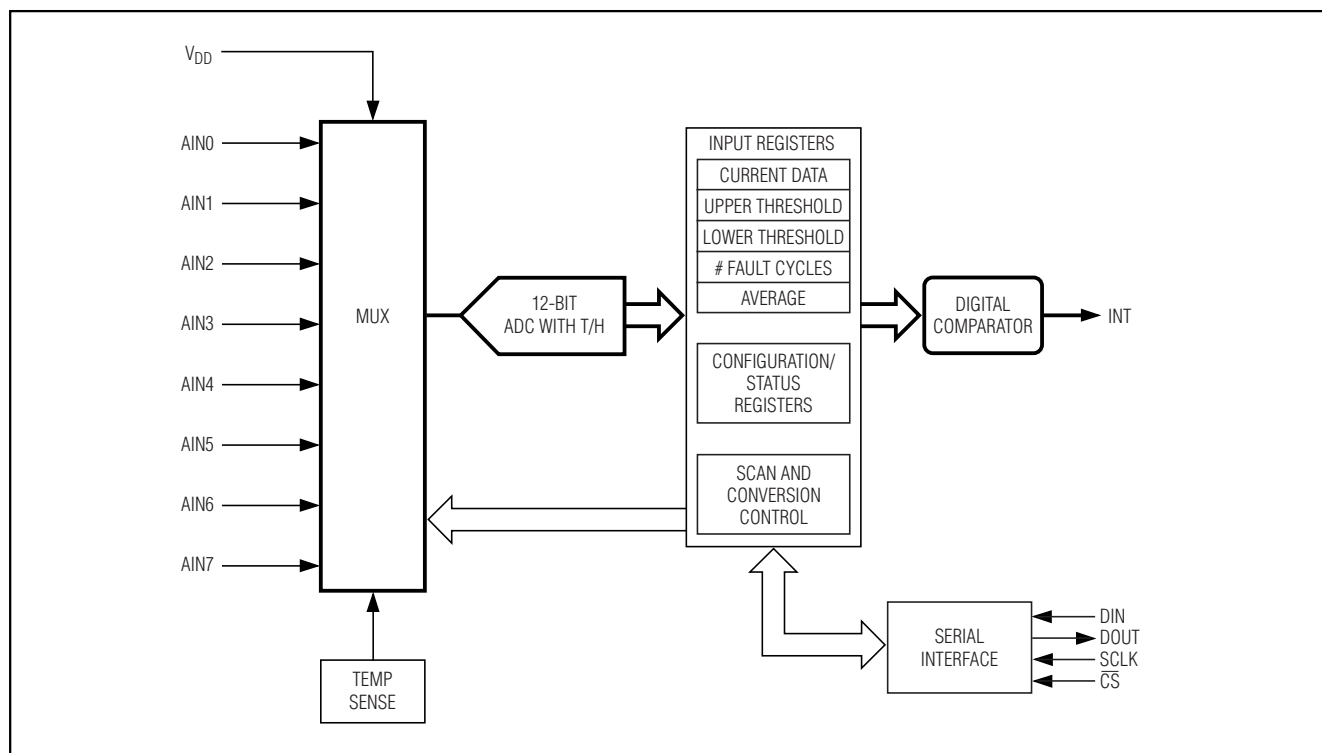 VDD
AIN0
AIN1
AIN2
AIN3
AIN4
AIN5
AIN6
AIN7
MUX
TEMP
SENSE
12-BIT
ADC WITH T/H
INPUT REGISTERS
CURRENT DATA
UPPER THRESHOLD
LOWER THRESHOLD
# FAULT CYCLES
AVERAGE
CONFIGURATION/
STATUS
REGISTERS
SCAN AND
CONVERSION
CONTROL
DIGITAL
COMPARATOR
INT
SERIAL
INTERFACE
DIN
DOUT
SCLK
C̅S̅